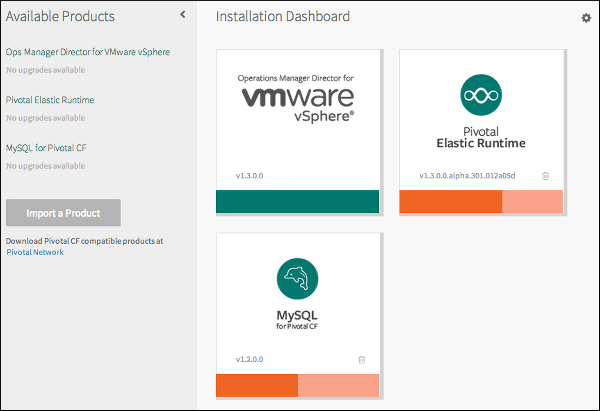 Available Products
Ops Manager Director for VMware vSphere
No upgrades available
Pivotal Elastic Runtime
No upgrades available
MySQL for Pivotal CF
No upgrades available
Import a Product
Download Pivotal CF compatible products at
Pivotal Network
Installation Dashboard
Operations Manager Director for
vmware
vSphere®
v1.3.0.0
Pivotal
Elastic Runtime
v1.3.0.0.alpha.301.012a05d
MySQL
for Pivotal CF
v1.2.0.0